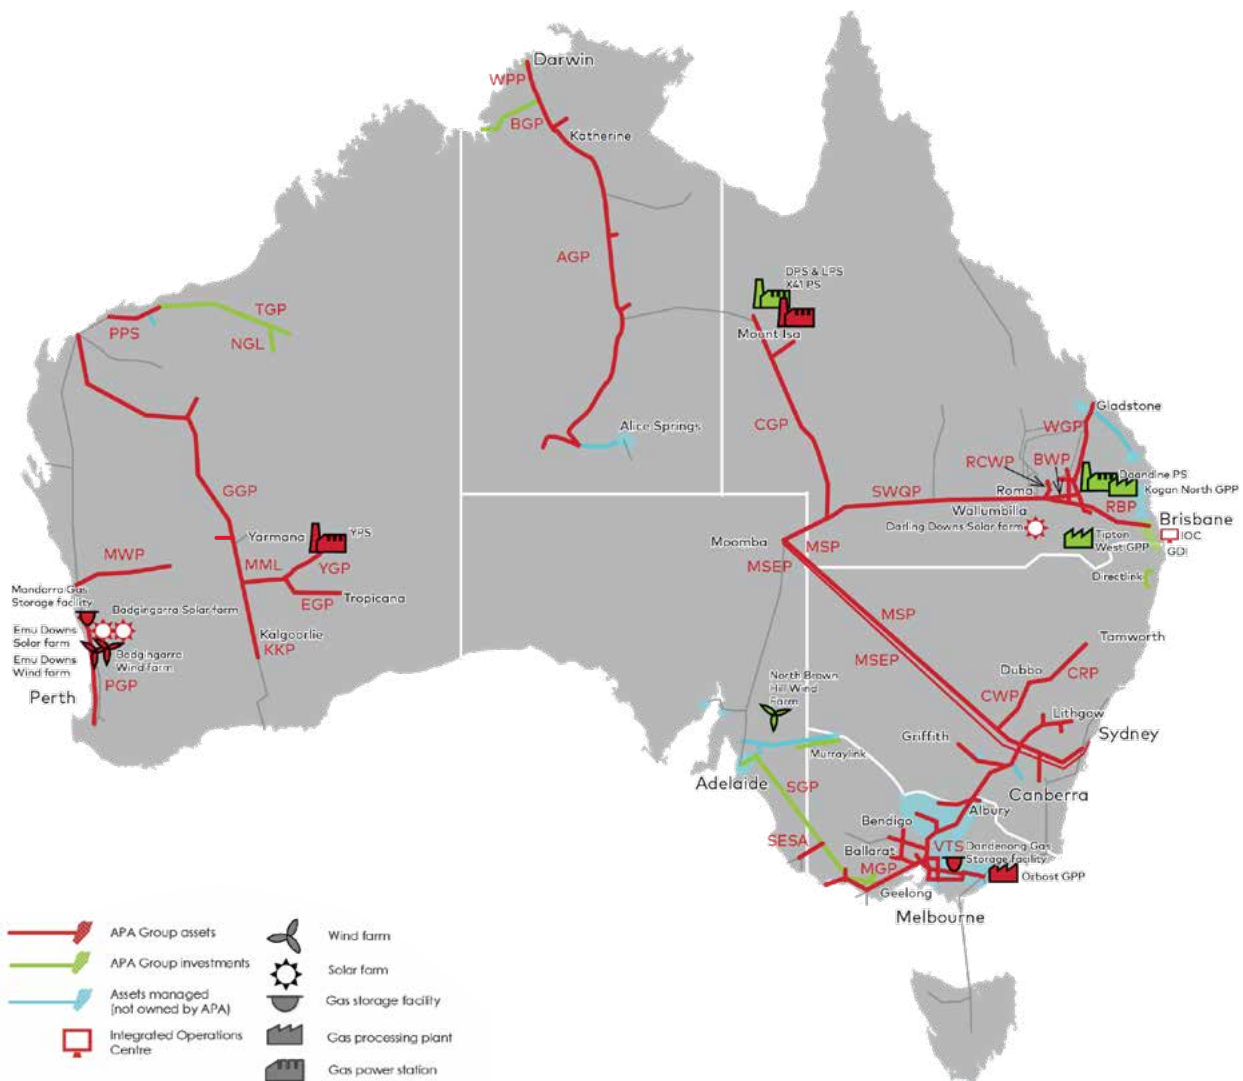 Darwin
WPP
BGP
Katherine
AGP
DPS & LPS
X41 PS
Mount Isa
TGP
PPS
NGL
CGP
Alice Springs
Gladstone
WGP
RCWP
BWP
Daandine PS
Kogan North GPP
Roma
SWQP
RBP
Wallumbilla
Brisbane
Darling Downs Solar farm
Tipton
West GPP
IOC
GDI
Directlink
GGP
Yarmana
YPS
MWP
MML
YGP
EGP
Tropicana
Moomba
MSP
MSEP
Mondarra Gas
Storage facility
Badgingarra Solar farm
Emu Downs
Solar farm
Badgingarra
Wind farm
Emu Downs
Wind farm
Kalgoorlie
KKP
PGP
Perth
MSP
MSEP
Tamworth
Dubbo
CRP
CWP
North Brown
Hill Wind
Farm
Lithgow
Griffith
Sydney
Murraylink
Adelaide
SGP
Canberra
Albury
Bendigo
SESA
Ballarat
VTS
Dandenong Gas
Storage facility
MGP
Orbost GPP
Geelong
Melbourne
APA Group assets
APA Group investments
Assets managed
(not owned by APA)
Integrated Operations
Centre
Wind farm
Solar farm
Gas storage facility
Gas processing plant
Gas power station